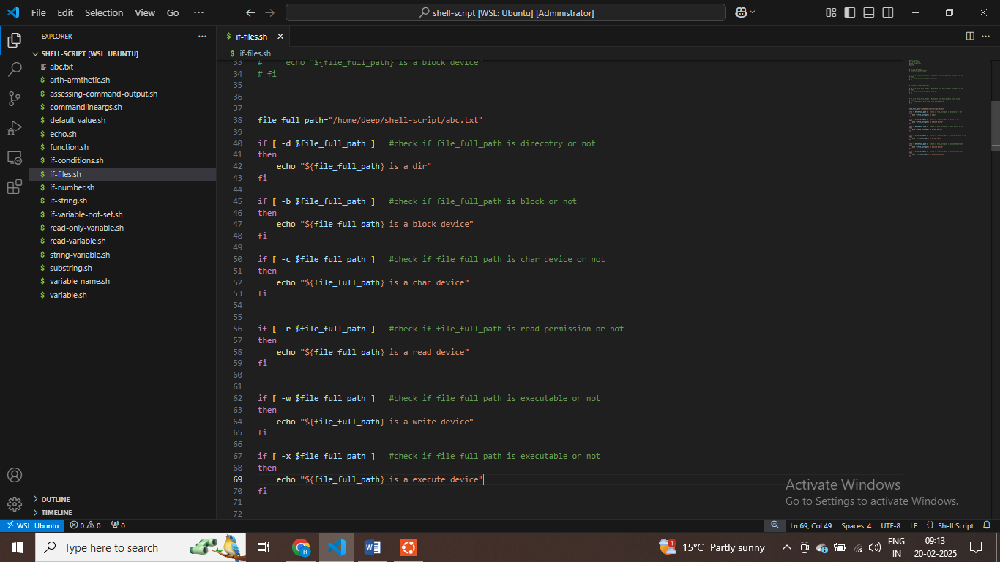 File Edit Selection View Go ···
shell-script [WSL: Ubuntu] [Administrator]
EXPLORER
SHELL-SCRIPT [WSL: UBUNTU]
abc.txt
$ arth-armthetic.sh
$ assessing-command-output.sh
$ commandlineargs.sh
$ default-value.sh
$ echo.sh
$ function.sh
$ if-conditions.sh
$ if-files.sh
$ if-number.sh
$ if-string.sh
$ if-variable-not-set.sh
$ read-only-variable.sh
$ read-variable.sh
$ string-variable.sh
$ substring.sh
$ variable_name.sh
$ variable.sh
OUTLINE
TIMELINE
$ if-files.sh
$ if-files.sh
33 #     echo "${file_full_path} is a block device"
34 # fi
35
36
37
38 file_full_path="/home/deep/shell-script/abc.txt"
39
40 if [ -d $file_full_path ]   #check if file_full_path is direcotry or not
41 then
42     echo "${file_full_path} is a dir"
43 fi
44
45 if [ -b $file_full_path ]   #check if file_full_path is block or not
46 then
47     echo "${file_full_path} is a block device"
48 fi
49
50 if [ -c $file_full_path ]   #check if file_full_path is char device or not
51 then
52     echo "${file_full_path} is a char device"
53 fi
54
55
56 if [ -r $file_full_path ]   #check if file_full_path is read permission or not
57 then
58     echo "${file_full_path} is a read device"
59 fi
60
61
62 if [ -w $file_full_path ]   #check if file_full_path is executable or not
63 then
64     echo "${file_full_path} is a write device"
65 fi
66
67 if [ -x $file_full_path ]   #check if file_full_path is executable or not
68 then
69     echo "${file_full_path} is a execute device"
70 fi
71
72
Activate Windows
Go to Settings to activate Windows.
WSL: Ubuntu 0 0 0 Ln 69, Col 49 Spaces: 4 UTF-8 LF Shell Script
Type here to search
1
15°C Partly sunny
ENG
IN
09:13
20-02-2025